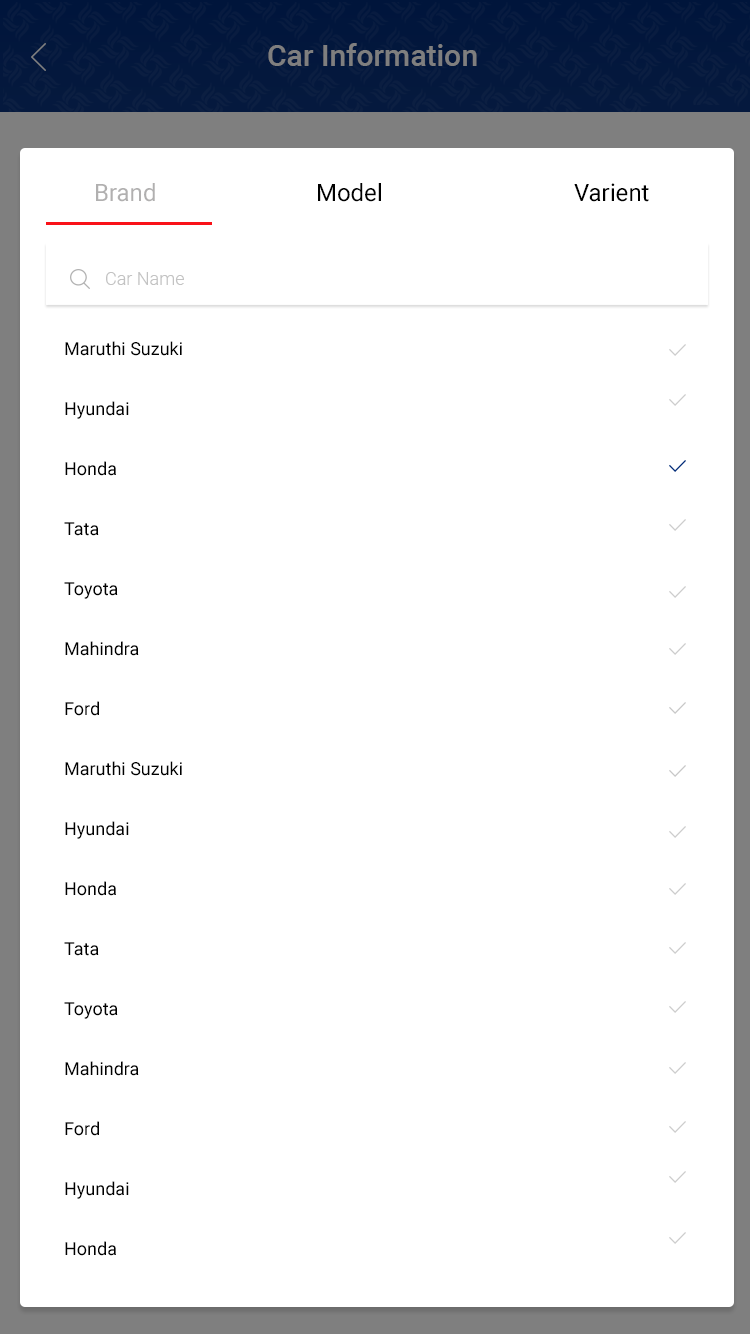 Car Information
Brand Model Varient
Car Name
Maruthi Suzuki
Hyundai
Honda
Tata
Toyota
Mahindra
Ford
Maruthi Suzuki
Hyundai
Honda
Tata
Toyota
Mahindra
Ford
Hyundai
Honda